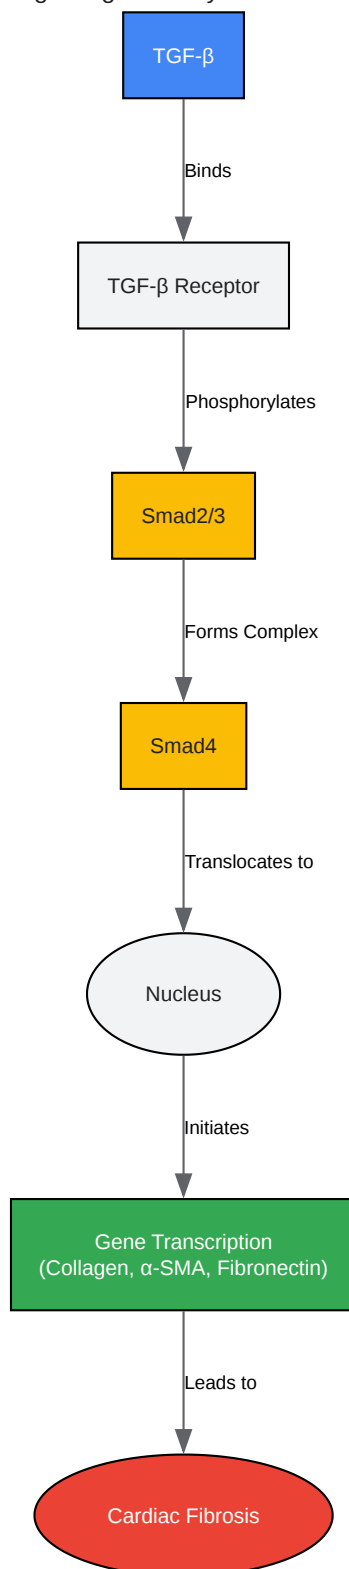 TGF-β
Binds
TGF-β Receptor
Phosphorylates
Smad2/3
Forms Complex
Smad4
Translocates to
Nucleus
Initiates
Gene Transcription
(Collagen, α-SMA, Fibronectin)
Leads to
Cardiac Fibrosis